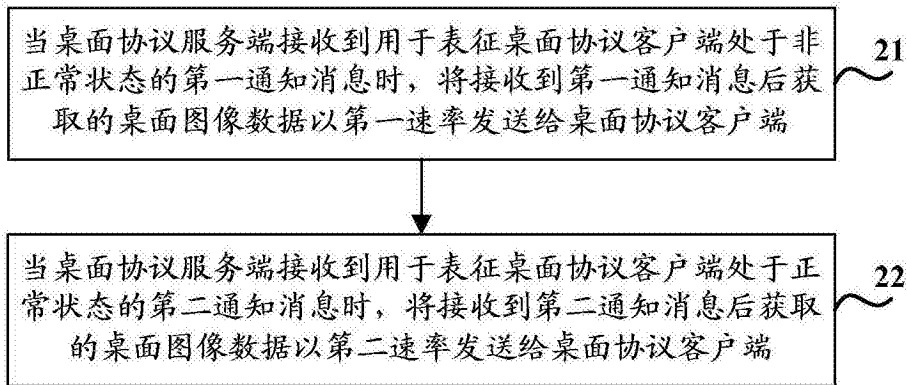 当桌面协议服务端接收到用于表征桌面协议客户端处于非
正常状态的第一通知消息时，将接收到第一通知消息后获
取的桌面图像数据以第一速率发送给桌面协议客户端
21
当桌面协议服务端接收到用于表征桌面协议客户端处于正
常状态的第二通知消息时，将接收到第二通知消息后获取
的桌面图像数据以第二速率发送给桌面协议客户端
22